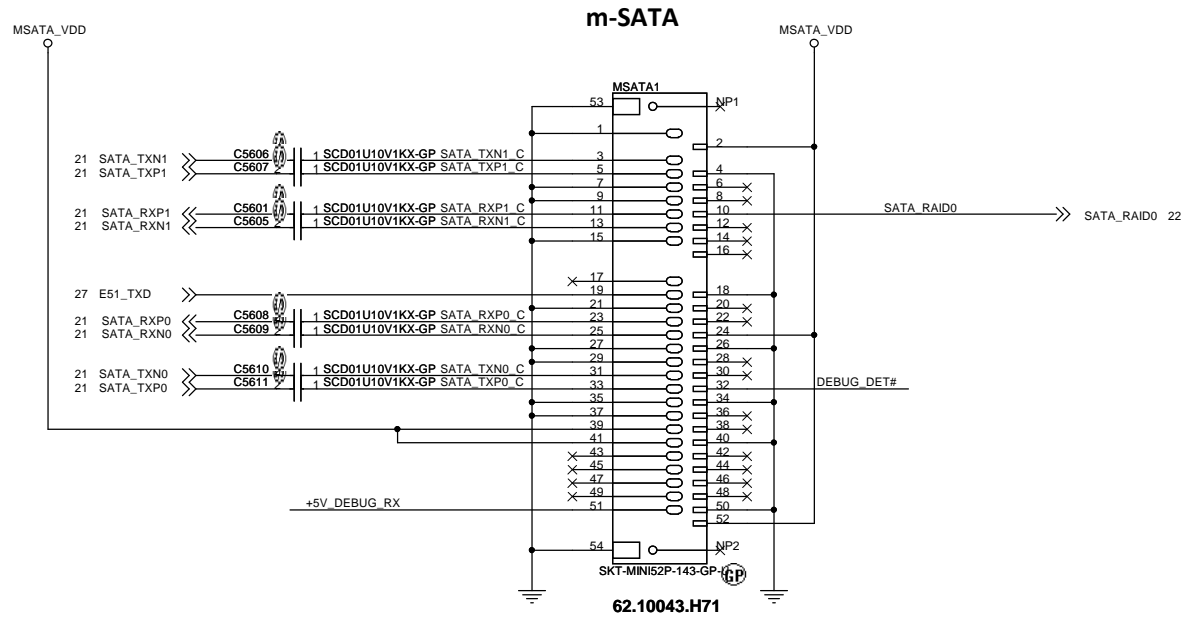 m-SATA
MSATA_VDD
MSATA_VDD
MSATA1
53 NP1
1
2
21 SATA_TXN1 C5606 1 SCD01U10V1KX-GP SATA_TXN1_C 3
21 SATA_TXP1 C5607 2 1 SCD01U10V1KX-GP SATA_TXP1_C 5 4
7 6
9 8
21 SATA_RXP1 C5601 1 SCD01U10V1KX-GP SATA_RXP1_C 11 10 SATA_RAID0 SATA_RAID0 22
21 SATA_RXN1 C5605 2 1 SCD01U10V1KX-GP SATA_RXN1_C 13 12
15 14
16
17
27 E51_TXD 19 18
21 20
21 SATA_RXP0 C5608 1 SCD01U10V1KX-GP SATA_RXP0_C 23 22
21 SATA_RXN0 C5609 2 1 SCD01U10V1KX-GP SATA_RXN0_C 25 24
27 26
29 28
21 SATA_TXN0 C5610 1 SCD01U10V1KX-GP SATA_TXN0_C 31 30
21 SATA_TXP0 C5611 2 1 SCD01U10V1KX-GP SATA_TXP0_C 33 32 DEBUG_DET#
35 34
37 36
39 38
41 40
43 42
45 44
47 46
49 48
+5V_DEBUG_RX 51 50
52
54 NP2
SKT-MINI52P-143-GP-U
GP
62.10043.H71